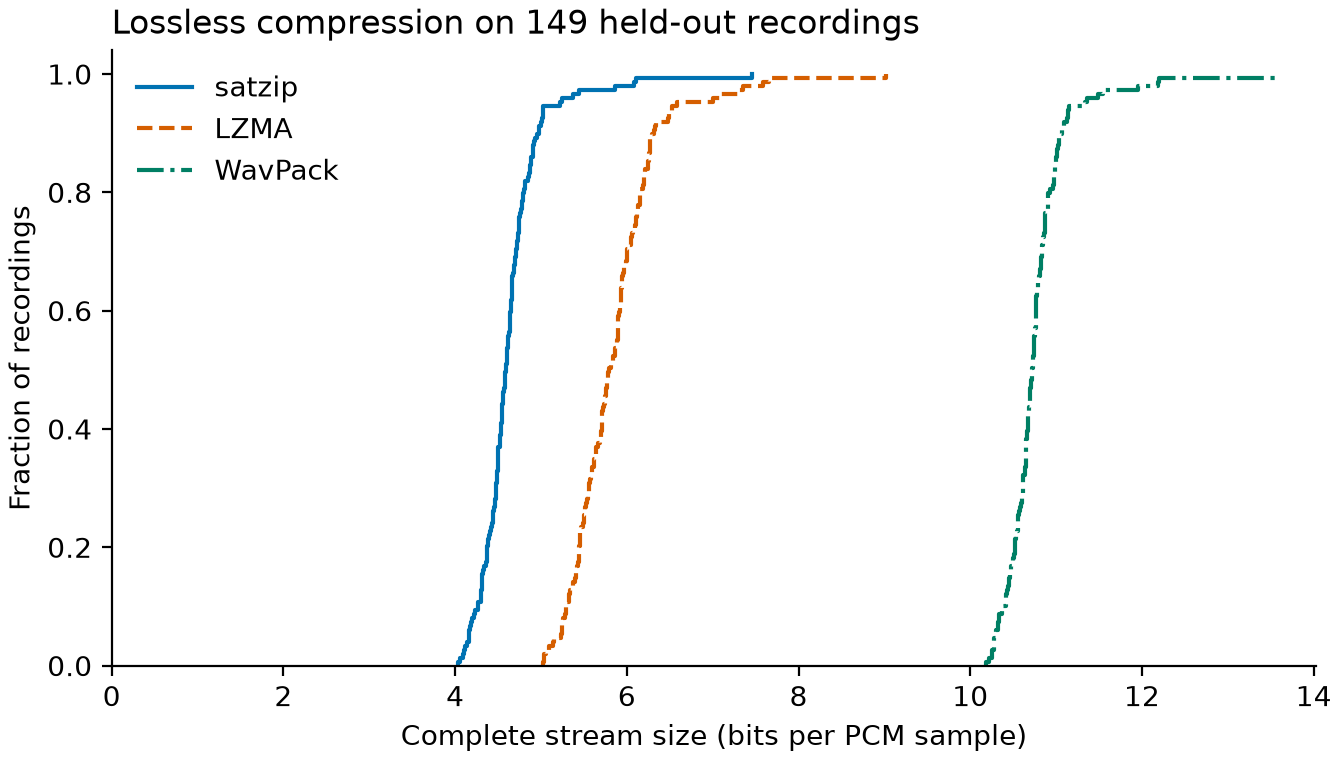 Lossless compression on 149 held-out recordings
satzip
LZMA
WavPack
1.0
0.8
0.6
0.4
0.2
0.0
Fraction of recordings
0 2 4 6 8 10 12 14
Complete stream size (bits per PCM sample)